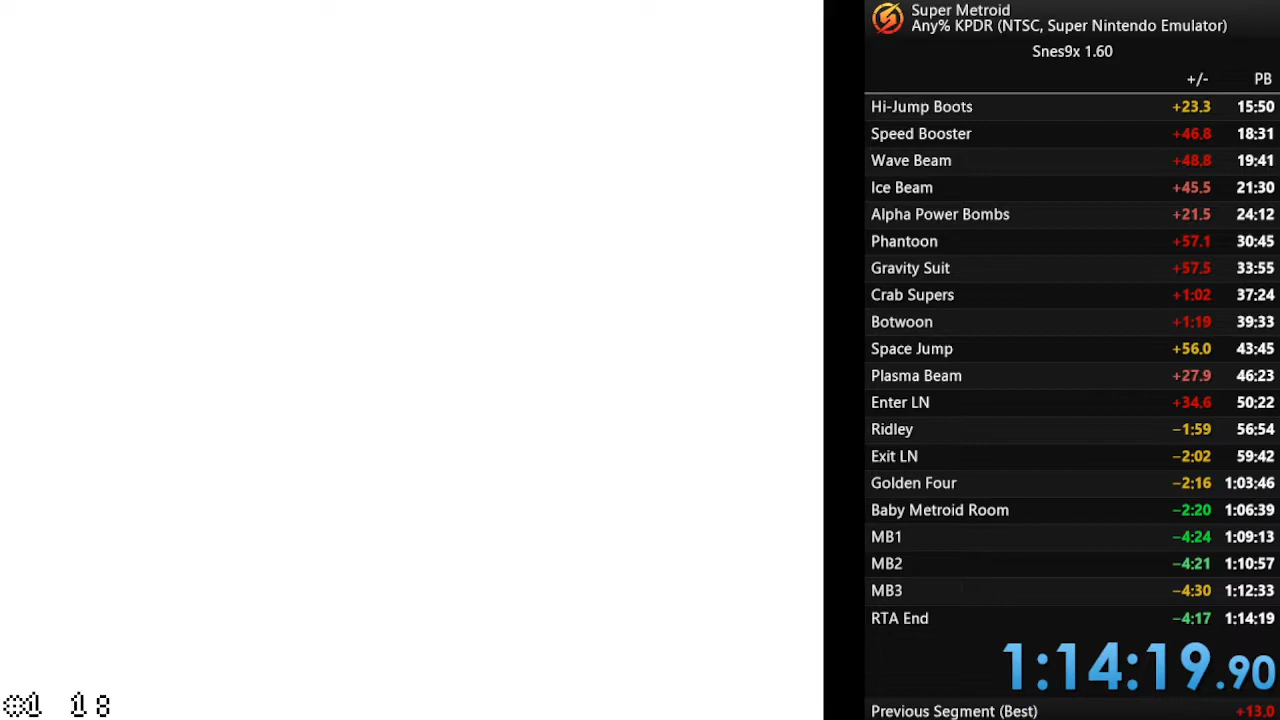 Super Metroid
Any% KPDR (NTSC, Super Nintendo Emulator)
Snes9x 1.60
+/- PB
Hi-Jump Boots +23.3 15:50
Speed Booster +46.8 18:31
Wave Beam +48.8 19:41
Ice Beam +45.5 21:30
Alpha Power Bombs +21.5 24:12
Phantoon +57.1 30:45
Gravity Suit +57.5 33:55
Crab Supers +1:02 37:24
Botwoon +1:19 39:33
Space Jump +56.0 43:45
Plasma Beam +27.9 46:23
Enter LN +34.6 50:22
Ridley −1:59 56:54
Exit LN −2:02 59:42
Golden Four −2:16 1:03:46
Baby Metroid Room −2:20 1:06:39
MB1 −4:24 1:09:13
MB2 −4:21 1:10:57
MB3 −4:30 1:12:33
RTA End −4:17 1:14:19
1:14:19.90
Previous Segment (Best) +13.0
18